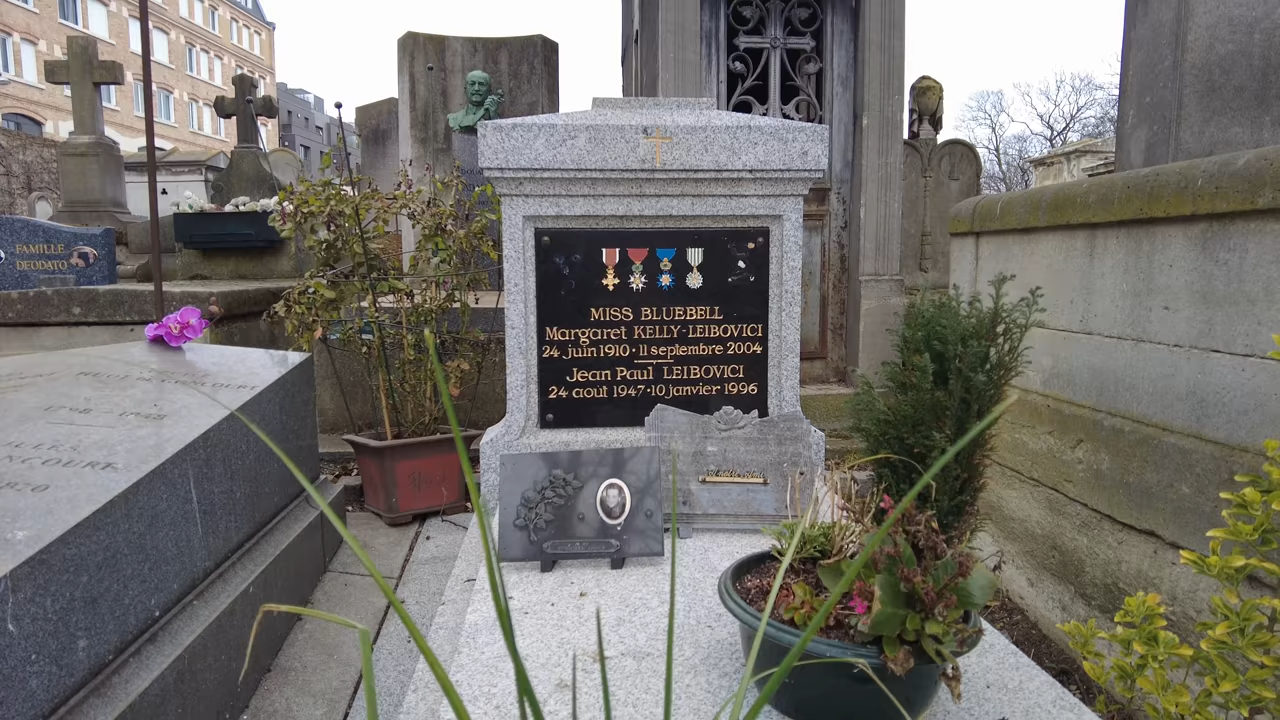 FAMILLE
DEODATO
MISS BLUEBELL
Margaret KELLY-LEIBOVICI
24 juin 1910 · 11 septembre 2004
Jean Paul LEIBOVICI
24 août 1947 · 10 janvier 1996
JULES